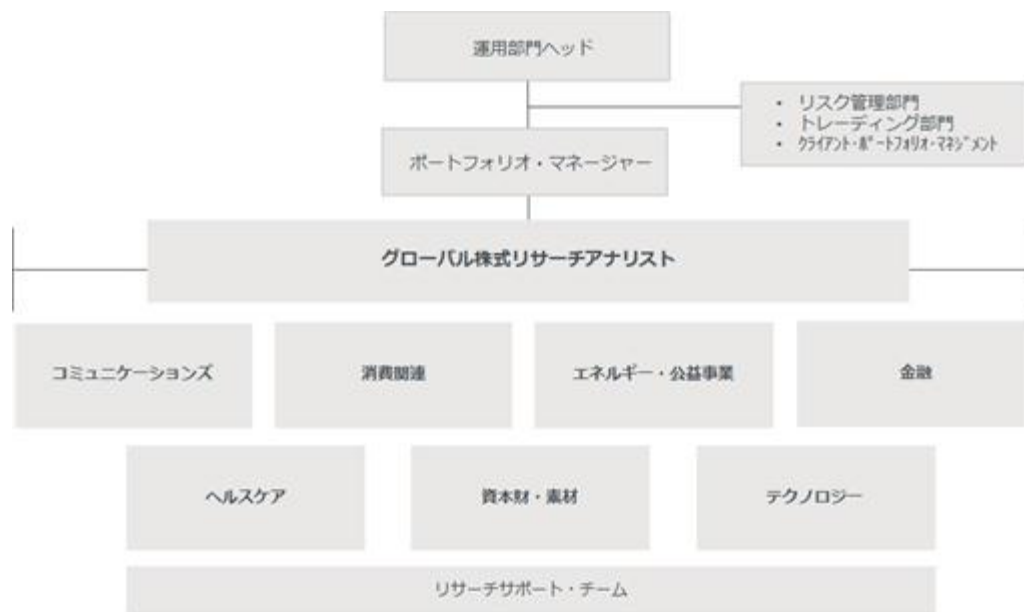 運用部門ヘッド
• リスク管理部門
• トレーディング部門
• クライアント・ポートフォリオ・マネジメント
ポートフォリオ・マネージャー
グローバル株式リサーチアナリスト
コミュニケーションズ
消費関連
エネルギー・公益事業
金融
ヘルスケア
資本財・素材
テクノロジー
リサーチサポート・チーム